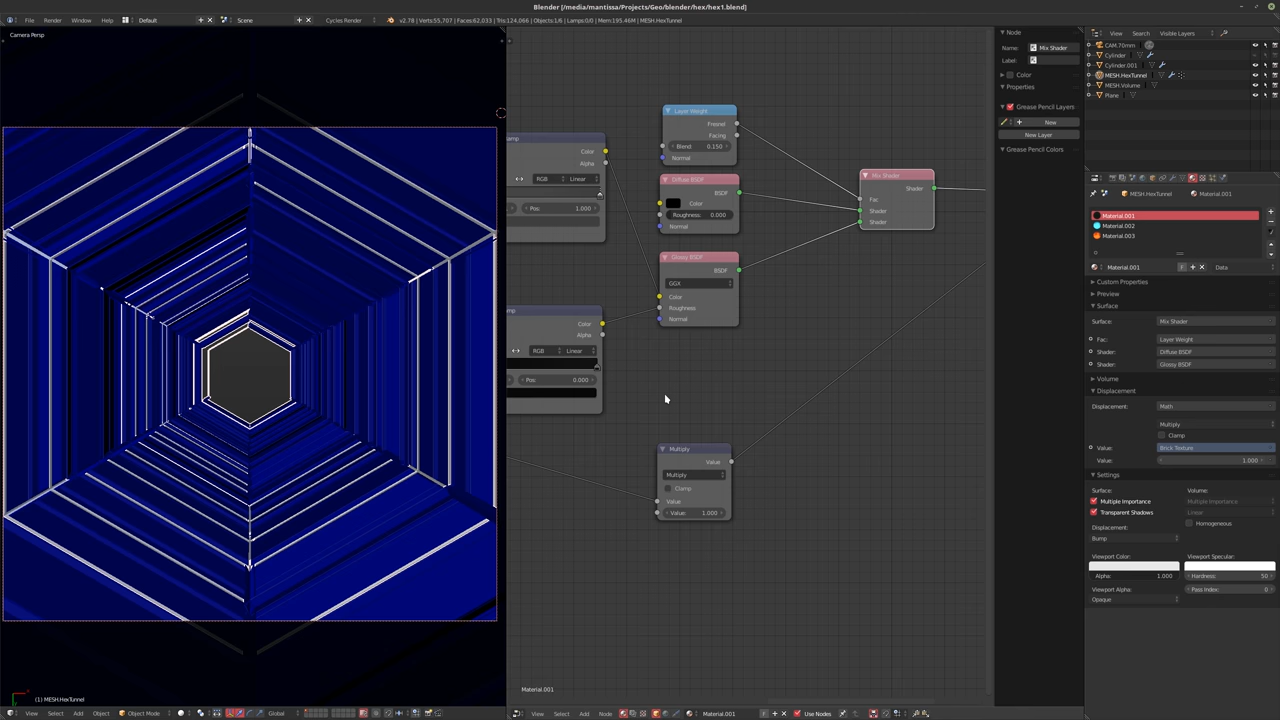 Blender [/media/mantissa/Projects/Geo/blender/hex/hex1.blend]
File Render Window Help Default Scene Cycles Render v2.78 | Verts:55,707 | Faces:62,033 | Tris:124,066 | Objects:1/6 | Lamps:0/0 | Mem:195.46M | MESH.HexTunnel
Camera Persp
(1) MESH.HexTunnel
View Select Add Object Object Mode Global
amp
Color
Alpha
RGB Linear
Pos: 1.000
mp
Color
Alpha
RGB Linear
Pos: 0.000
Layer Weight
Fresnel
Facing
Blend: 0.150
Normal
Diffuse BSDF
BSDF
Color
Roughness: 0.000
Normal
Glossy BSDF
BSDF
GGX
Color
Roughness
Normal
Multiply
Value
Multiply
Clamp
Value
Value: 1.000
Mix Shader
Shader
Fac
Shader
Shader
Material.001
View Select Add Node Material.001 F Use Nodes
Node
Name: Mix Shader
Label:
Color
Properties
Grease Pencil Layers
New
New Layer
Grease Pencil Colors
View Search Visible Layers
CAM.70mm
Cylinder
Cylinder.001
MESH.HexTunnel
MESH.Volume
Plane
MESH.HexTunnel Material.001
Material.001
Material.002
Material.003
Material.001 F Data
Custom Properties
Preview
Surface
Surface: Mix Shader
Fac: Layer Weight
Shader: Diffuse BSDF
Shader: Glossy BSDF
Volume
Displacement
Displacement: Math
Multiply
Clamp
Value: Brick Texture
Value: 1.000
Settings
Surface: Volume:
Multiple Importance Multiple Importance
Transparent Shadows Linear
Displacement: Homogeneous
Bump
Viewport Color: Viewport Specular:
Alpha: 1.000 Hardness: 50
Viewport Alpha: Pass Index: 0
Opaque